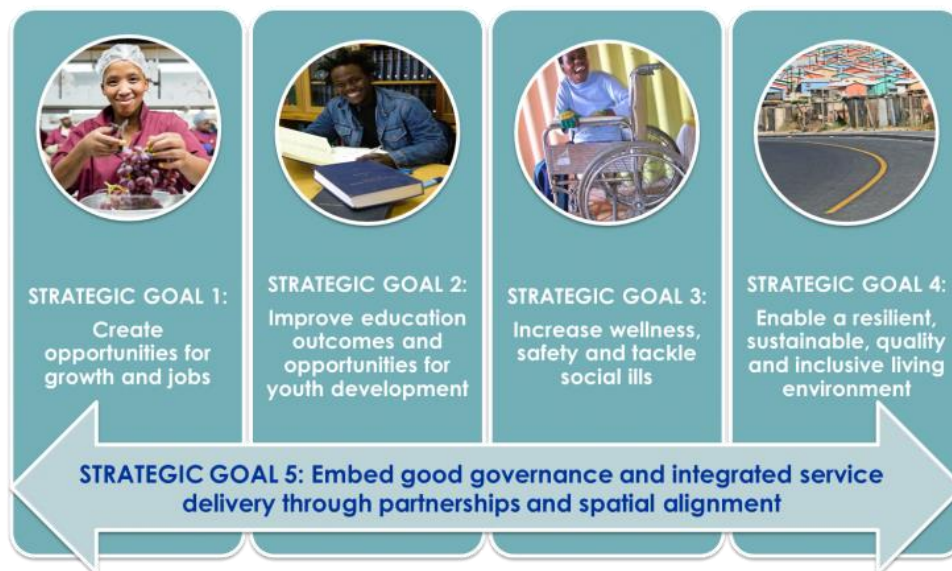 STRATEGIC GOAL 1:
Create
opportunities for
growth and jobs
STRATEGIC GOAL 2:
Improve education
outcomes and
opportunities for
youth development
STRATEGIC GOAL 3:
Increase wellness,
safety and tackle
social ills
STRATEGIC GOAL 4:
Enable a resilient,
sustainable, quality
and inclusive living
environment
STRATEGIC GOAL 5: Embed good governance and integrated service
delivery through partnerships and spatial alignment